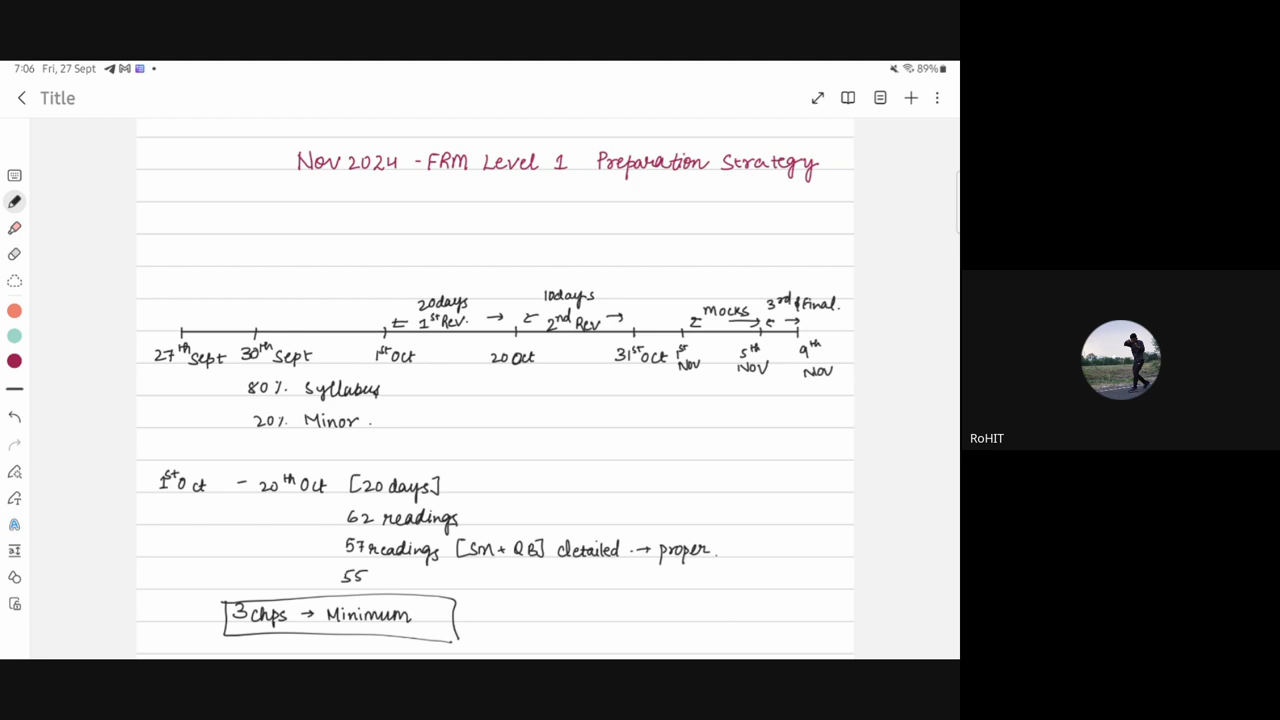 7:06 Fri, 27 Sept 89%
Title
Nov 2024 - FRM Level 1 Preparation Strategy
20days 10days Mocks 3rd & Final.
1st Rev. 2nd Rev
27th Sept 30th Sept 1st Oct 20 Oct 31st Oct 1st Nov 5th Nov 9th Nov
80% Syllabus
20% Minor.
1st Oct - 20th Oct [20 days]
62 readings
57 readings [SM + QB] detailed → proper.
55
3 chps → Minimum
RoHIT